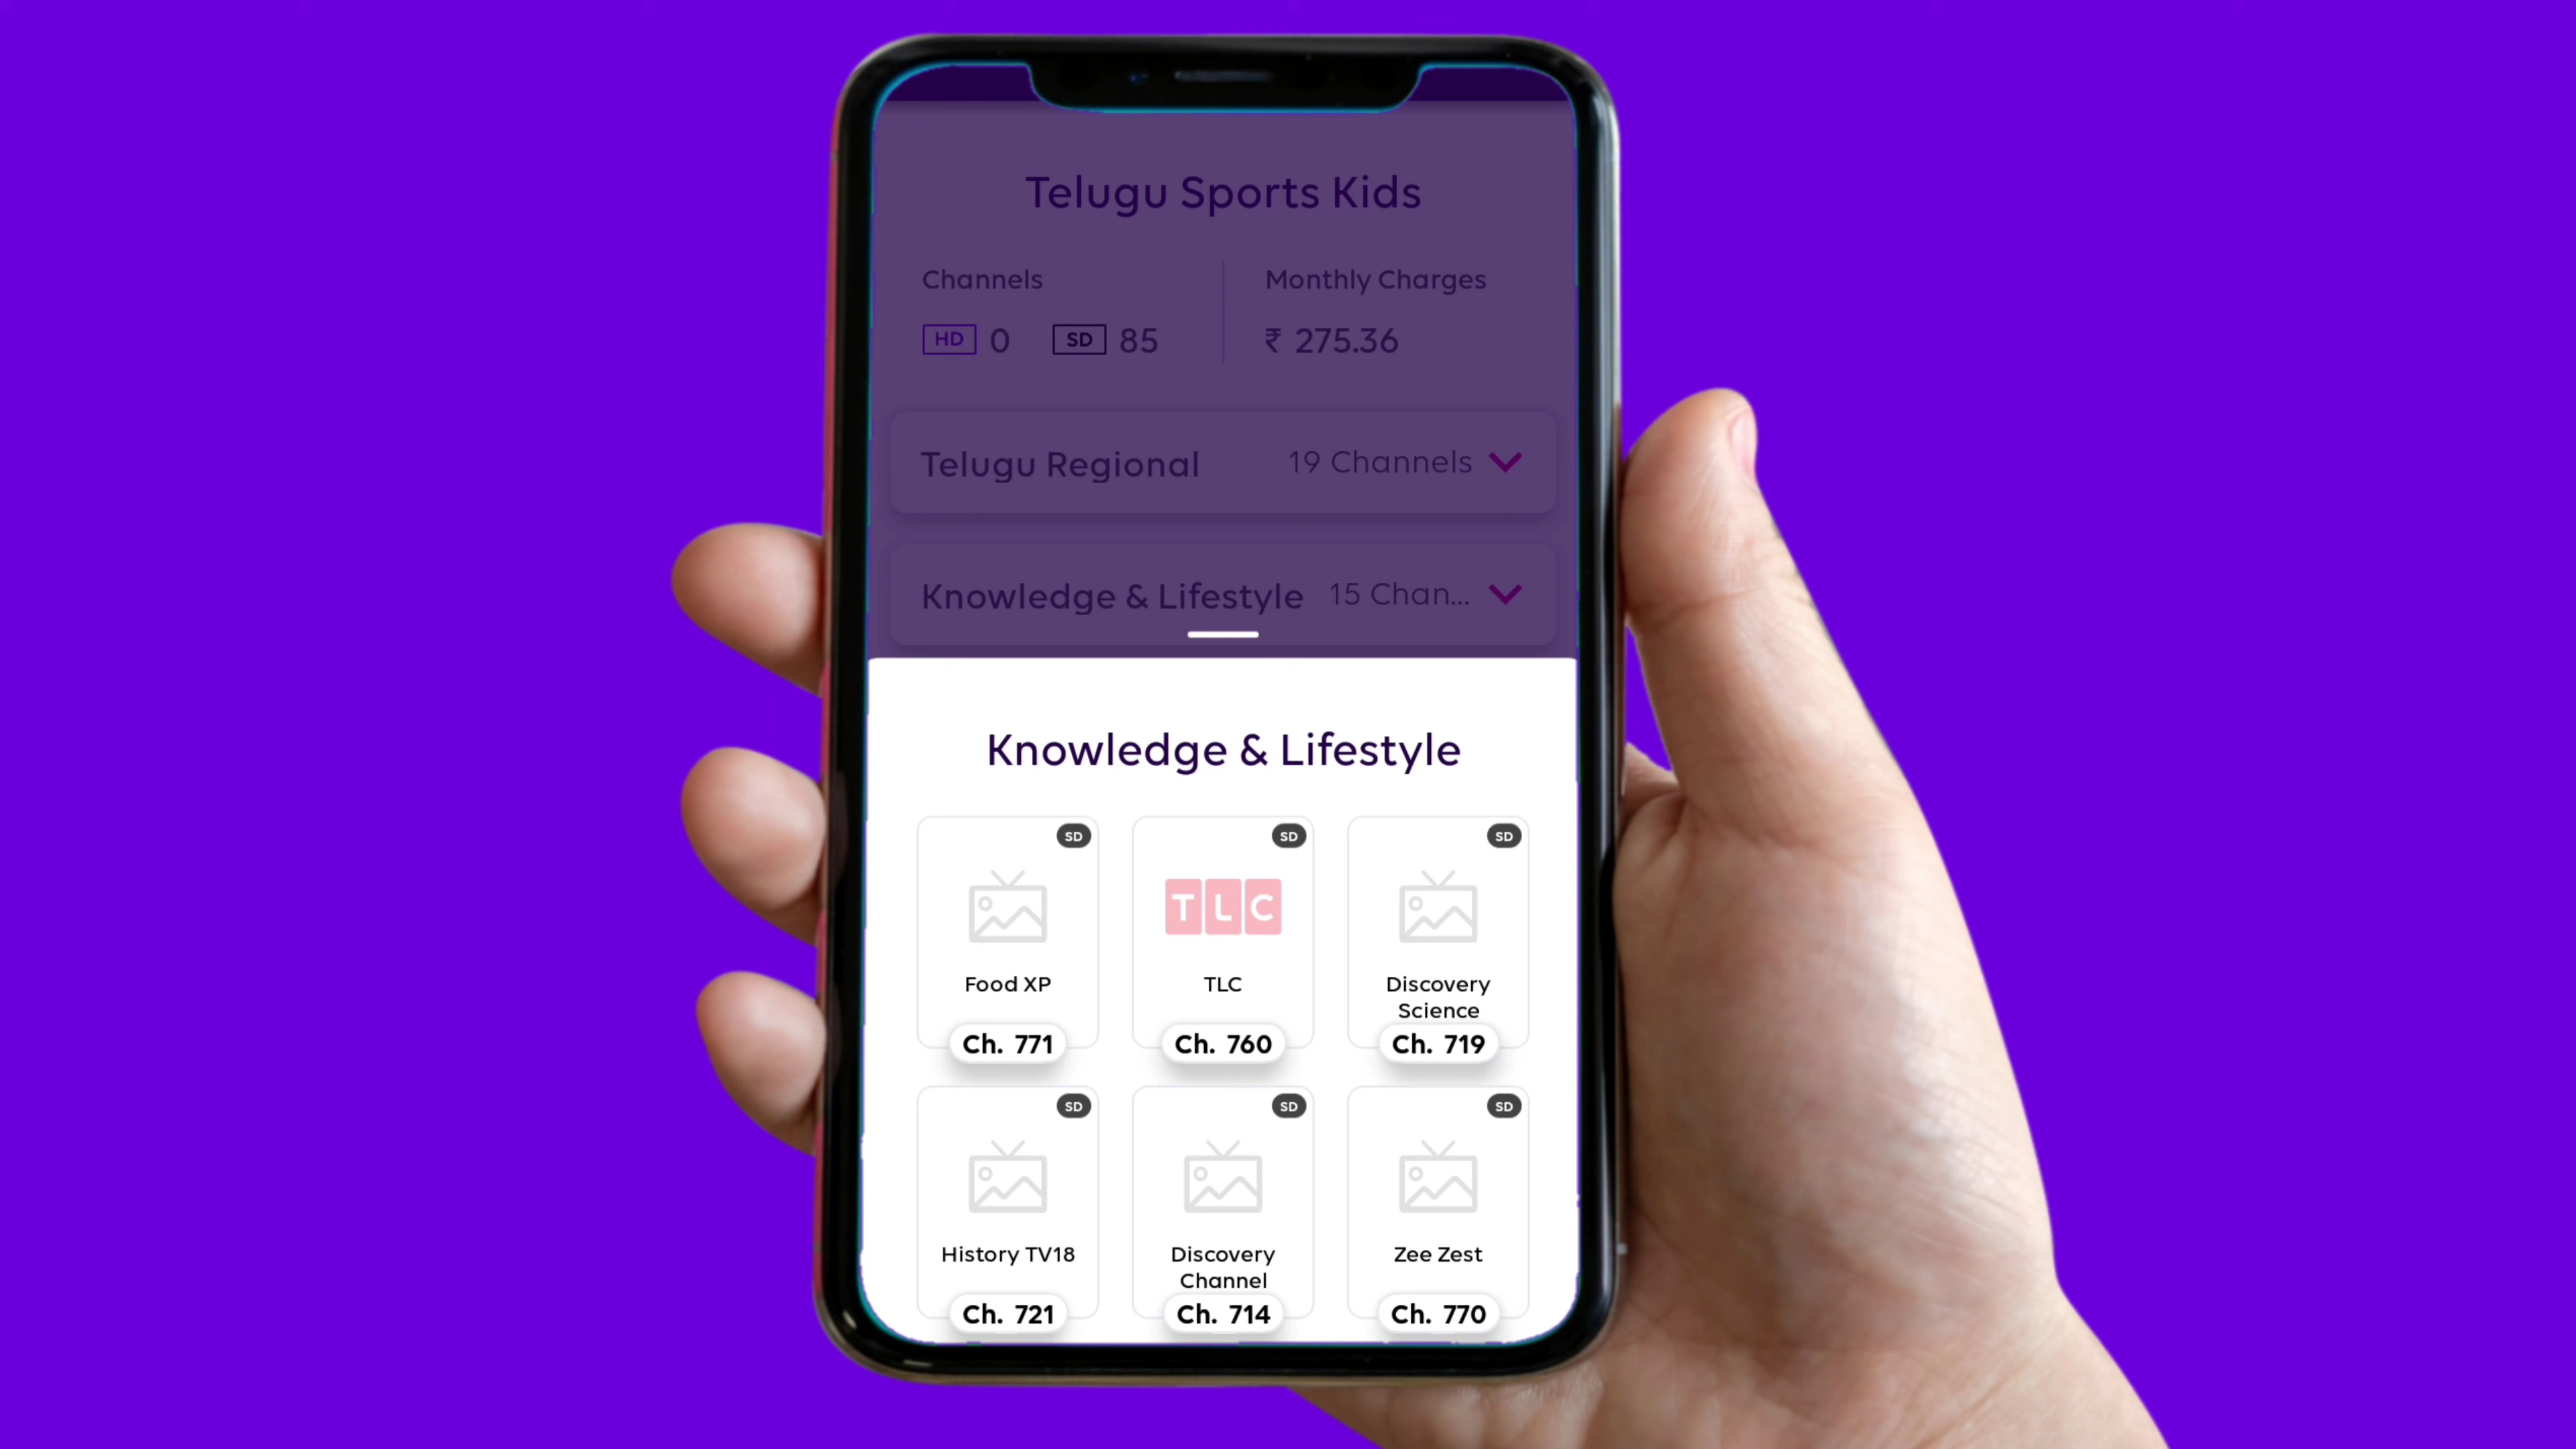 Telugu Sports Kids
Channels
Monthly Charges
HD 0 SD 85
₹ 275.36
Telugu Regional 19 Channels
Knowledge & Lifestyle 15 Chan...
Knowledge & Lifestyle
SD
SD
SD
TLC
Food XP
TLC
Discovery
Science
Ch. 771
Ch. 760
Ch. 719
SD
SD
SD
History TV18
Discovery
Channel
Zee Zest
Ch. 721
Ch. 714
Ch. 770